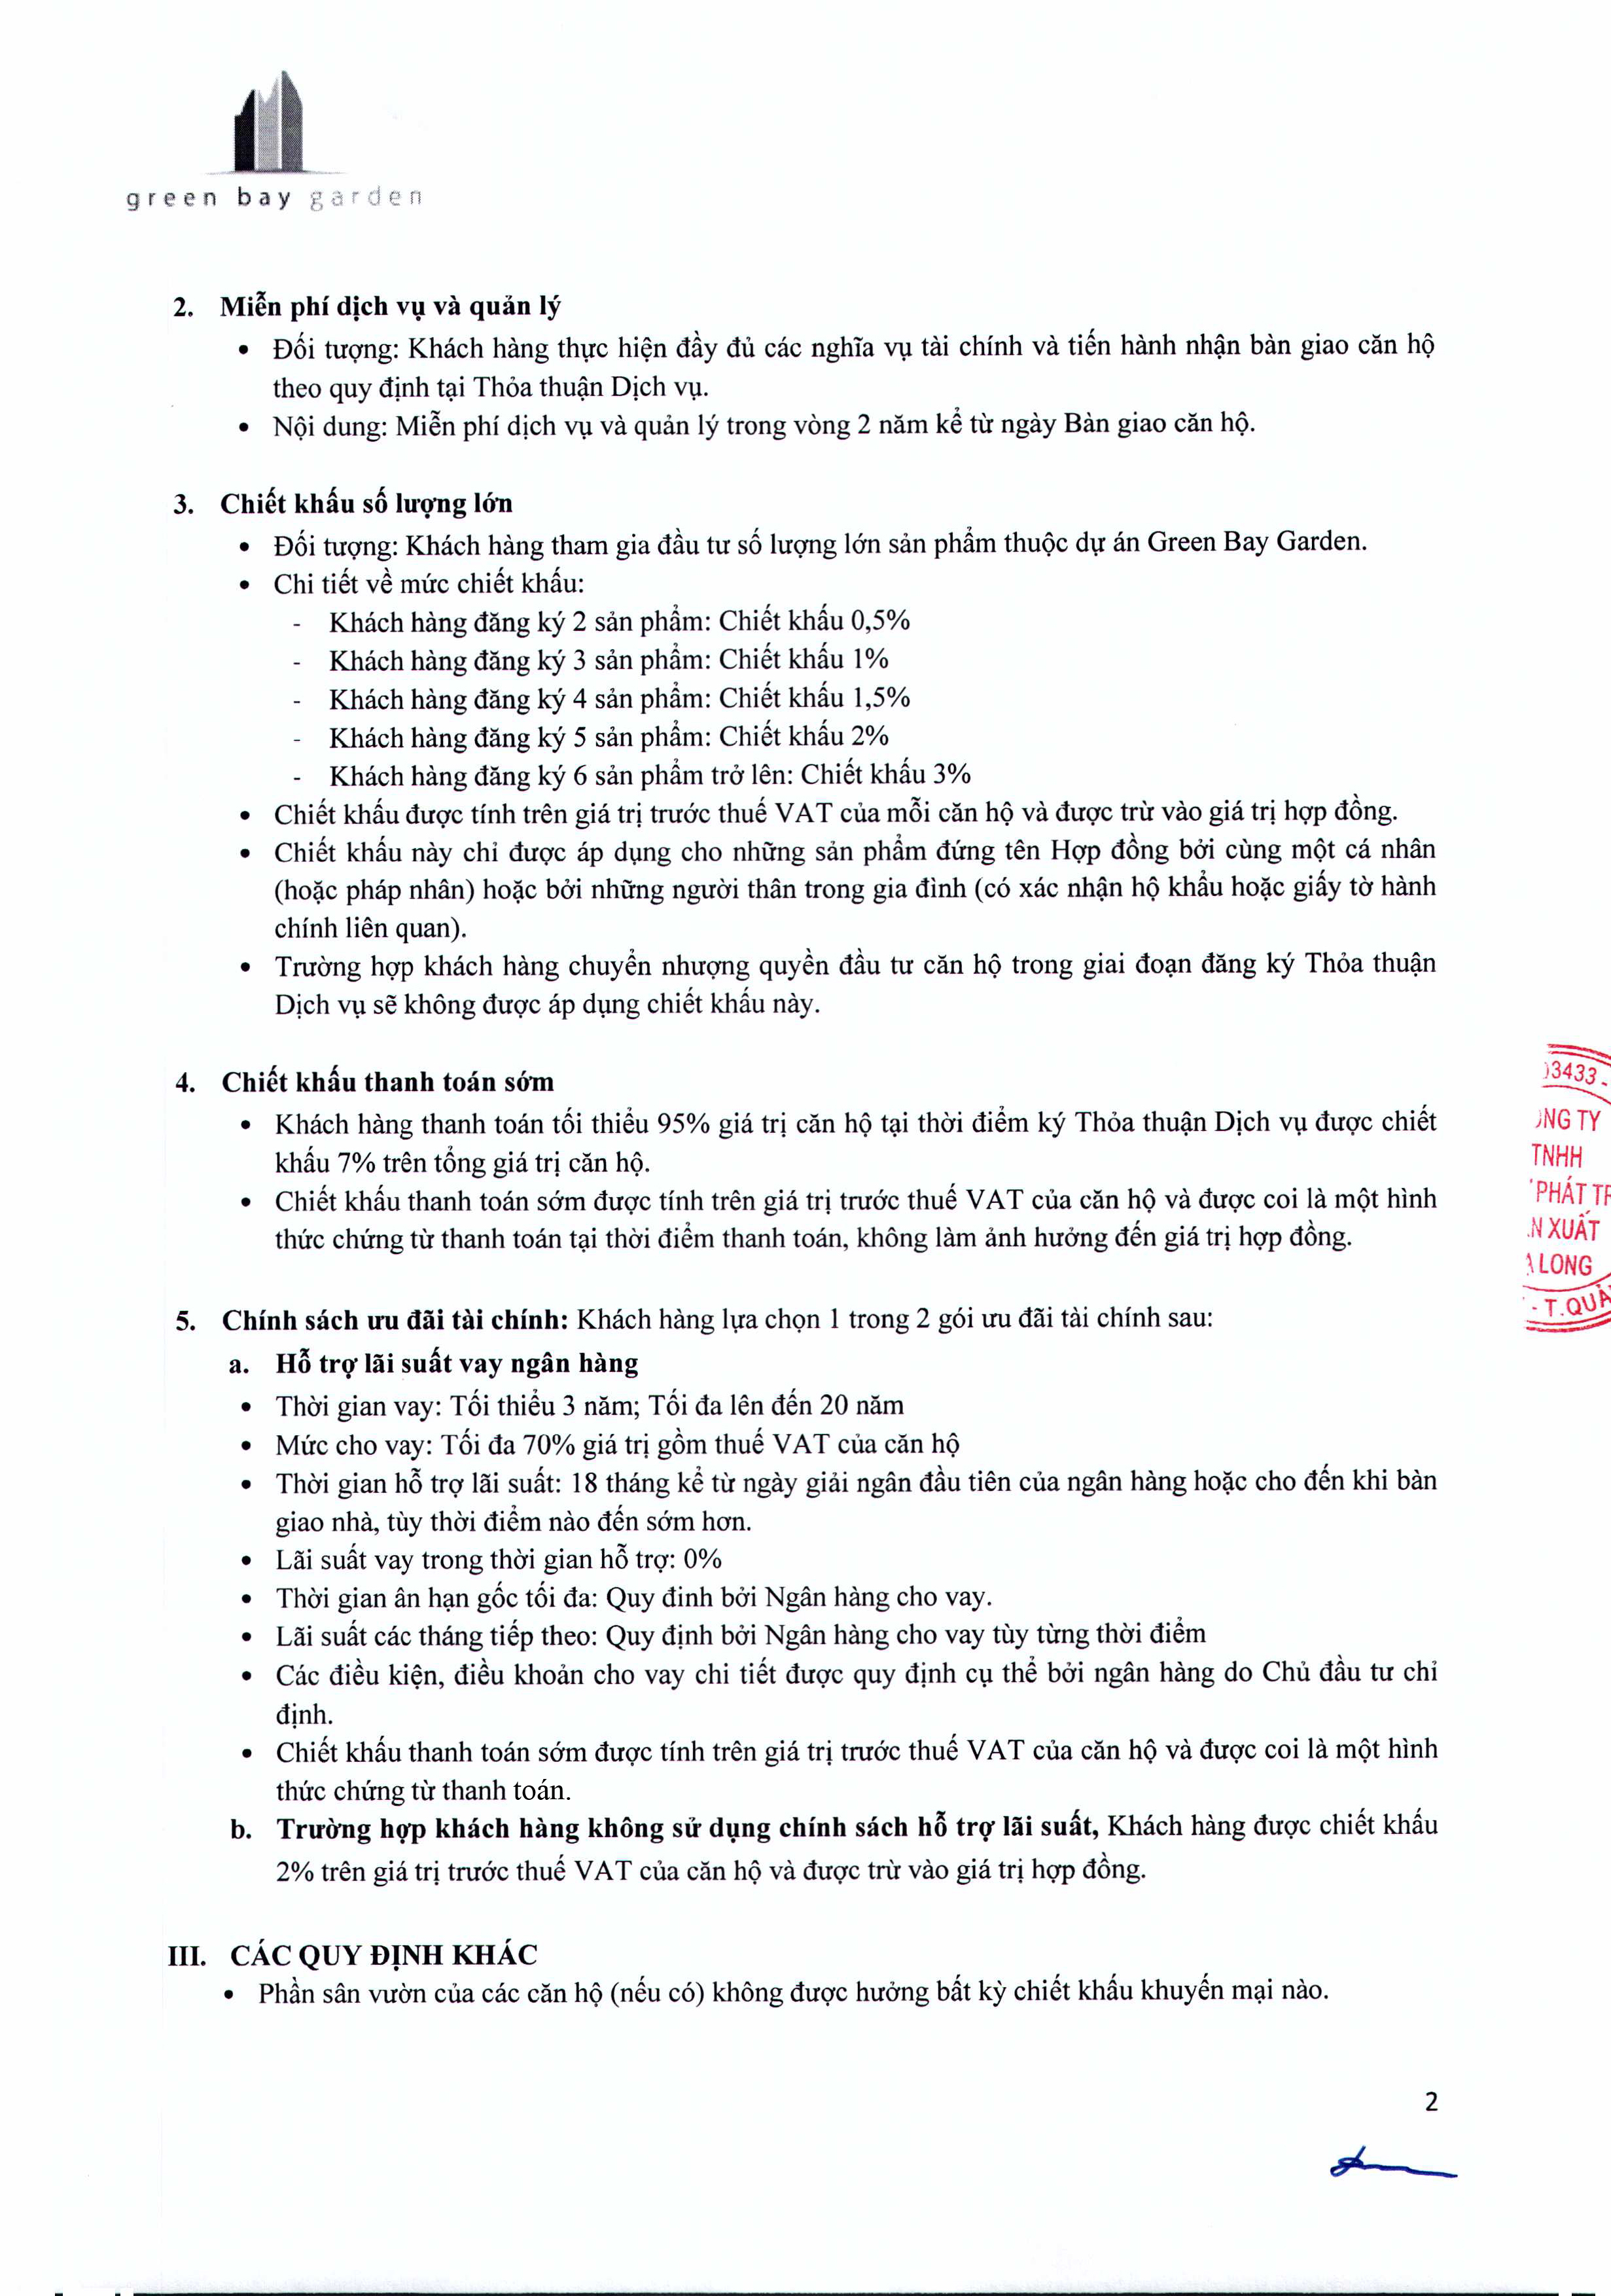 green bay garden
2. Miễn phí dịch vụ và quản lý
• Đối tượng: Khách hàng thực hiện đầy đủ các nghĩa vụ tài chính và tiến hành nhận bàn giao căn hộ
theo quy định tại Thỏa thuận Dịch vụ.
• Nội dung: Miễn phí dịch vụ và quản lý trong vòng 2 năm kể từ ngày Bàn giao căn hộ.
3. Chiết khấu số lượng lớn
• Đối tượng: Khách hàng tham gia đầu tư số lượng lớn sản phẩm thuộc dự án Green Bay Garden.
• Chi tiết về mức chiết khấu:
- Khách hàng đăng ký 2 sản phẩm: Chiết khấu 0,5%
- Khách hàng đăng ký 3 sản phẩm: Chiết khấu 1%
- Khách hàng đăng ký 4 sản phẩm: Chiết khấu 1,5%
- Khách hàng đăng ký 5 sản phẩm: Chiết khấu 2%
- Khách hàng đăng ký 6 sản phẩm trở lên: Chiết khấu 3%
• Chiết khấu được tính trên giá trị trước thuế VAT của mỗi căn hộ và được trừ vào giá trị hợp đồng.
• Chiết khấu này chỉ được áp dụng cho những sản phẩm đứng tên Hợp đồng bởi cùng một cá nhân
(hoặc pháp nhân) hoặc bởi những người thân trong gia đình (có xác nhận hộ khẩu hoặc giấy tờ hành
chính liên quan).
• Trường hợp khách hàng chuyển nhượng quyền đầu tư căn hộ trong giai đoạn đăng ký Thỏa thuận
Dịch vụ sẽ không được áp dụng chiết khấu này.
4. Chiết khấu thanh toán sớm
• Khách hàng thanh toán tối thiểu 95% giá trị căn hộ tại thời điểm ký Thỏa thuận Dịch vụ được chiết
khấu 7% trên tổng giá trị căn hộ.
• Chiết khấu thanh toán sớm được tính trên giá trị trước thuế VAT của căn hộ và được coi là một hình
thức chứng từ thanh toán tại thời điểm thanh toán, không làm ảnh hưởng đến giá trị hợp đồng.
03433 -
ÔNG TY
TNHH
PHÁT TR
ẢN XUẤT
A LONG
- T.QUẢ
5. Chính sách ưu đãi tài chính: Khách hàng lựa chọn 1 trong 2 gói ưu đãi tài chính sau:
a. Hỗ trợ lãi suất vay ngân hàng
• Thời gian vay: Tối thiểu 3 năm; Tối đa lên đến 20 năm
• Mức cho vay: Tối đa 70% giá trị gồm thuế VAT của căn hộ
• Thời gian hỗ trợ lãi suất: 18 tháng kể từ ngày giải ngân đầu tiên của ngân hàng hoặc cho đến khi bàn
giao nhà, tùy thời điểm nào đến sớm hơn.
• Lãi suất vay trong thời gian hỗ trợ: 0%
• Thời gian ân hạn gốc tối đa: Quy đinh bởi Ngân hàng cho vay.
• Lãi suất các tháng tiếp theo: Quy định bởi Ngân hàng cho vay tùy từng thời điểm
• Các điều kiện, điều khoản cho vay chi tiết được quy định cụ thể bởi ngân hàng do Chủ đầu tư chỉ
định.
• Chiết khấu thanh toán sớm được tính trên giá trị trước thuế VAT của căn hộ và được coi là một hình
thức chứng từ thanh toán.
b. Trường hợp khách hàng không sử dụng chính sách hỗ trợ lãi suất, Khách hàng được chiết khấu
2% trên giá trị trước thuế VAT của căn hộ và được trừ vào giá trị hợp đồng.
III. CÁC QUY ĐỊNH KHÁC
• Phần sân vườn của các căn hộ (nếu có) không được hưởng bất kỳ chiết khấu khuyến mại nào.
2